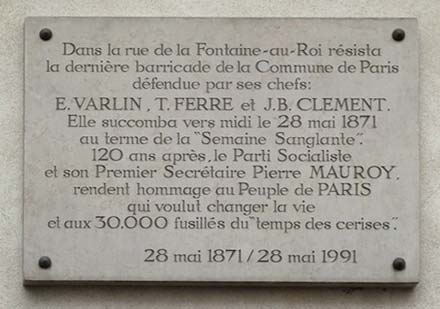 Dans la rue de la Fontaine-au-Roi résista
la dernière barricade de la Commune de Paris
défendue par ses chefs:
E. VARLIN, T. FERRE et J.B. CLEMENT.
Elle succomba vers midi le 28 mai 1871
au terme de la "Semaine Sanglante".
120 ans après, le Parti Socialiste
et son Premier Secrétaire Pierre MAUROY,
rendent hommage au Peuple de PARIS
qui voulut changer la vie
et aux 30.000 fusillés du "temps des cerises".
28 mai 1871 / 28 mai 1991